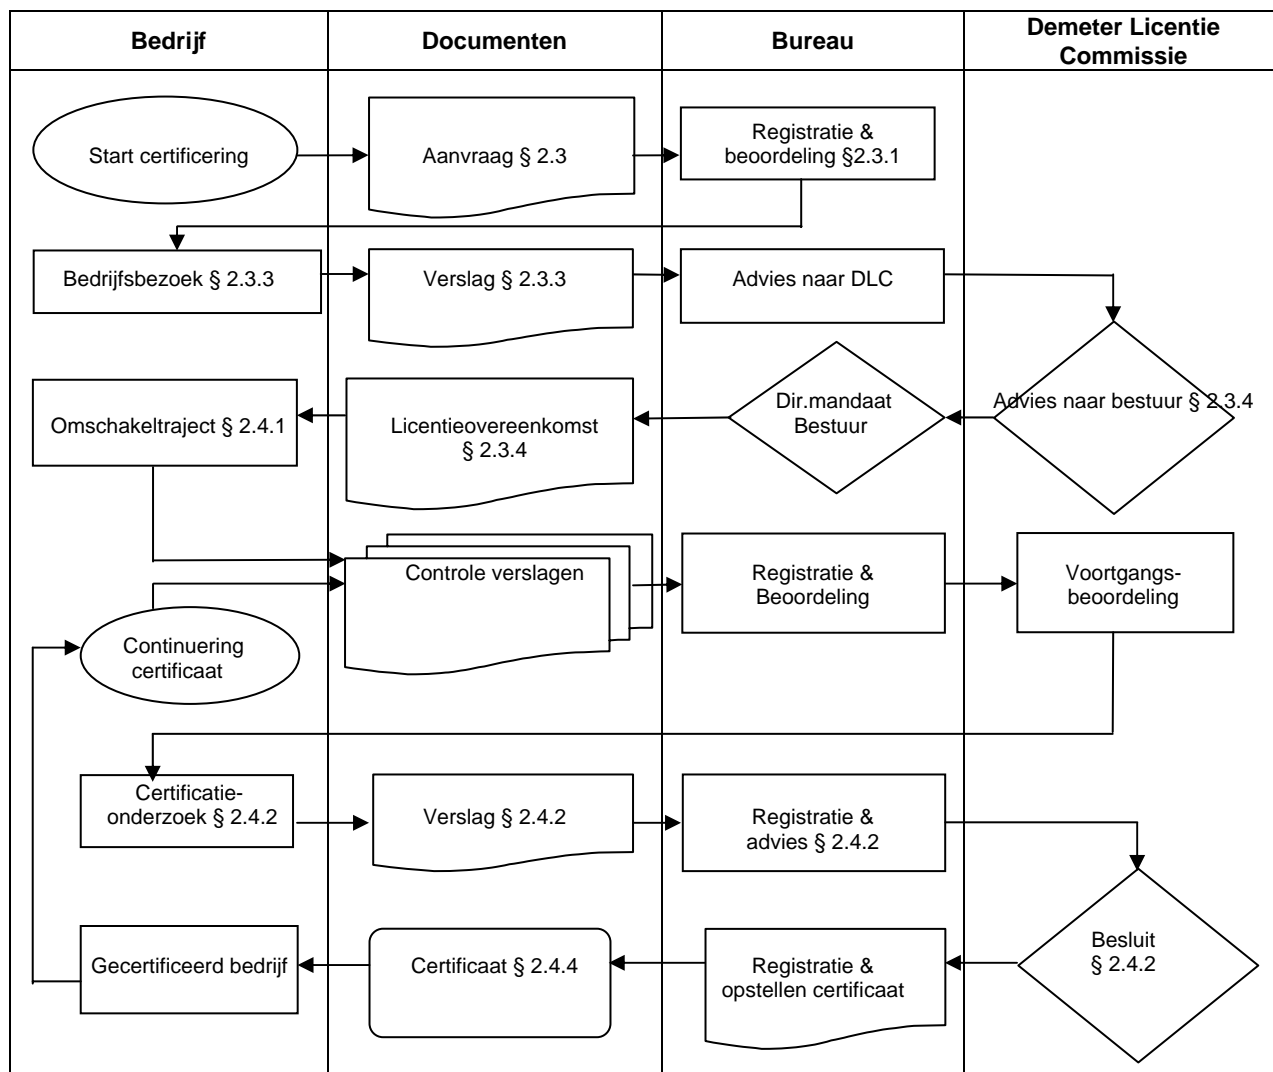 Bedrijf
Documenten
Bureau
Demeter Licentie
Commissie
Start certificering
Aanvraag § 2.3
Registratie &
beoordeling §2.3.1
Bedrijfsbezoek § 2.3.3
Verslag § 2.3.3
Advies naar DLC
Advies naar bestuur § 2.3.4
Dir.mandaat
Bestuur
Licentieovereenkomst
§ 2.3.4
Omschakeltraject § 2.4.1
Controle verslagen
Registratie &
Beoordeling
Voortgangs-
beoordeling
Continuering
certificaat
Certificatie-
onderzoek § 2.4.2
Verslag § 2.4.2
Registratie &
advies § 2.4.2
Besluit
§ 2.4.2
Registratie &
opstellen certificaat
Certificaat § 2.4.4
Gecertificeerd bedrijf